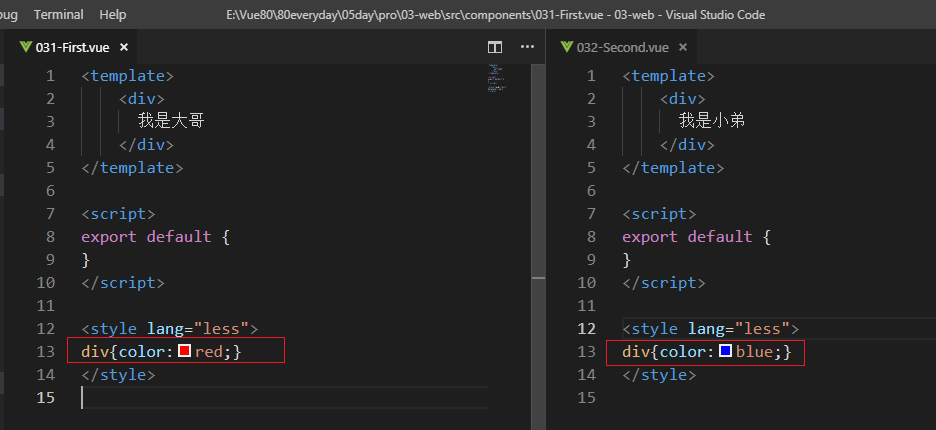 bug Terminal Help E:\Vue80\80everyday\05day\pro\03-web\src\components\031-First.vue - 03-web - Visual Studio Code
031-First.vue × ···
1 <template>
2 <div>
3 我是大哥
4 </div>
5 </template>
6
7 <script>
8 export default {
9 }
10 </script>
11
12 <style lang="less">
13 div{color:red;}
14 </style>
15
032-Second.vue ×
1 <template>
2 <div>
3 我是小弟
4 </div>
5 </template>
6
7 <script>
8 export default {
9 }
10 </script>
11
12 <style lang="less">
13 div{color:blue;}
14 </style>
15